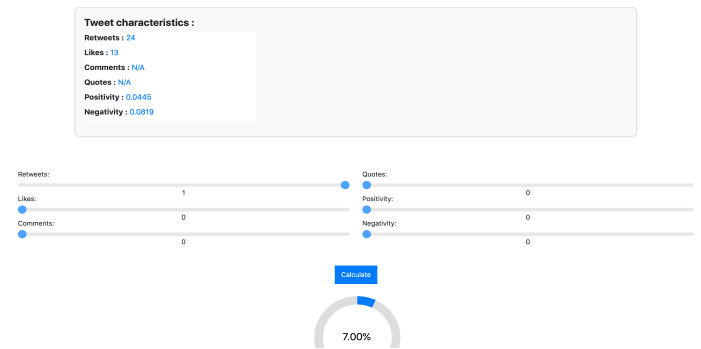 Tweet characteristics :
Retweets : 24
Likes : 13
Comments : N/A
Quotes : N/A
Positivity : 0.0445
Negativity : 0.0819
Retweets:
1
Likes:
0
Comments:
0
Quotes:
0
Positivity:
0
Negativity:
0
Calculate
7.00%